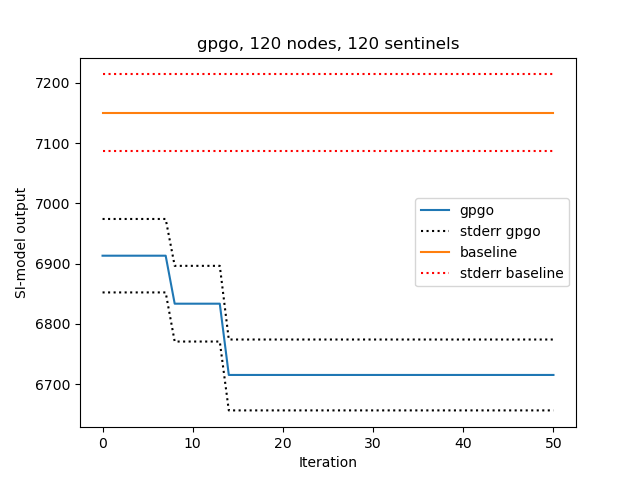 gpgo, 120 nodes, 120 sentinels
7200
7100
7000
6900
6800
6700
SI-model output
gpgo
stderr gpgo
baseline
stderr baseline
0 10 20 30 40 50
Iteration